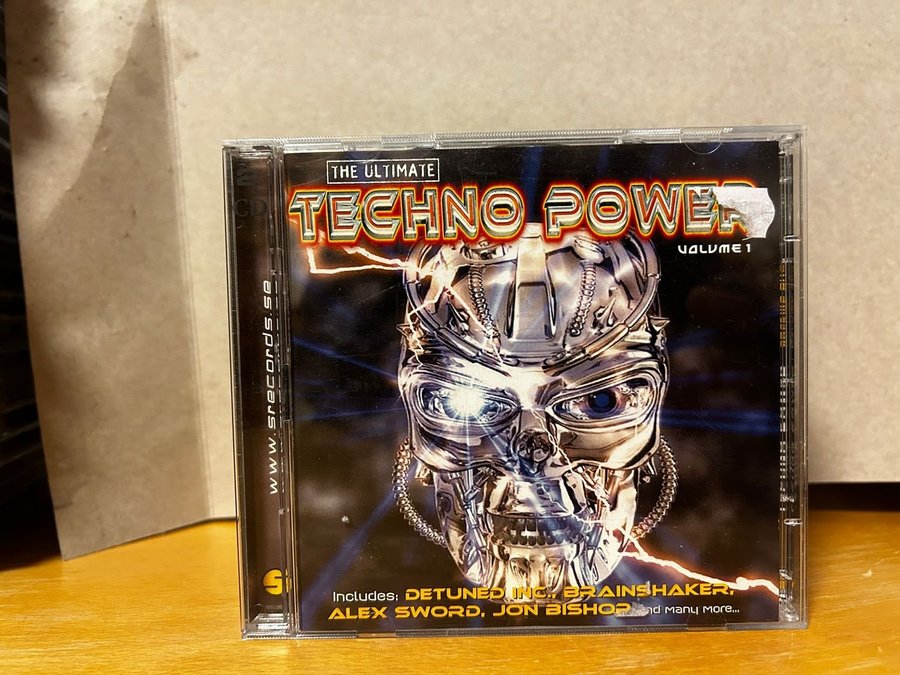 THE ULTIMATE
TECHNO POWER
VOLUME 1
www.srecords.se
Includes: DETUNED INC., BRAINSHAKER,
ALEX SWORD, JON BISHOP and many more...